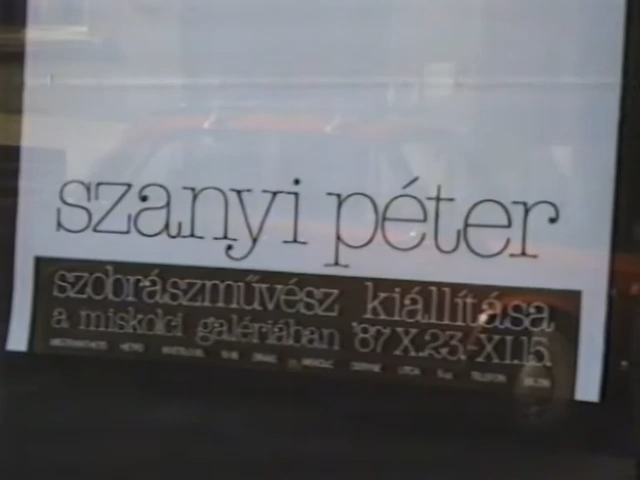 szanyi péter
szobrászművész kiállítása
a miskolci galériában '87 X.23.-XI.15.